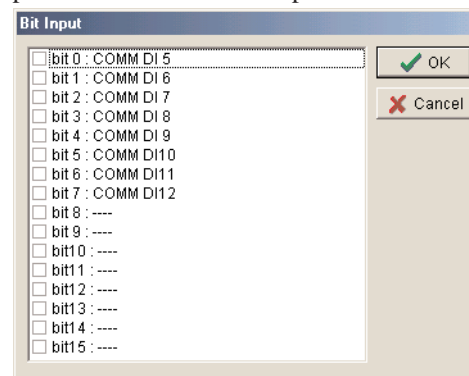 Bit Input
bit 0 : COMM DI 5
bit 1 : COMM DI 6
bit 2 : COMM DI 7
bit 3 : COMM DI 8
bit 4 : COMM DI 9
bit 5 : COMM DI10
bit 6 : COMM DI11
bit 7 : COMM DI12
bit 8 : ----
bit 9 : ----
bit10 : ----
bit11 : ----
bit12 : ----
bit13 : ----
bit14 : ----
bit15 : ----
OK
Cancel